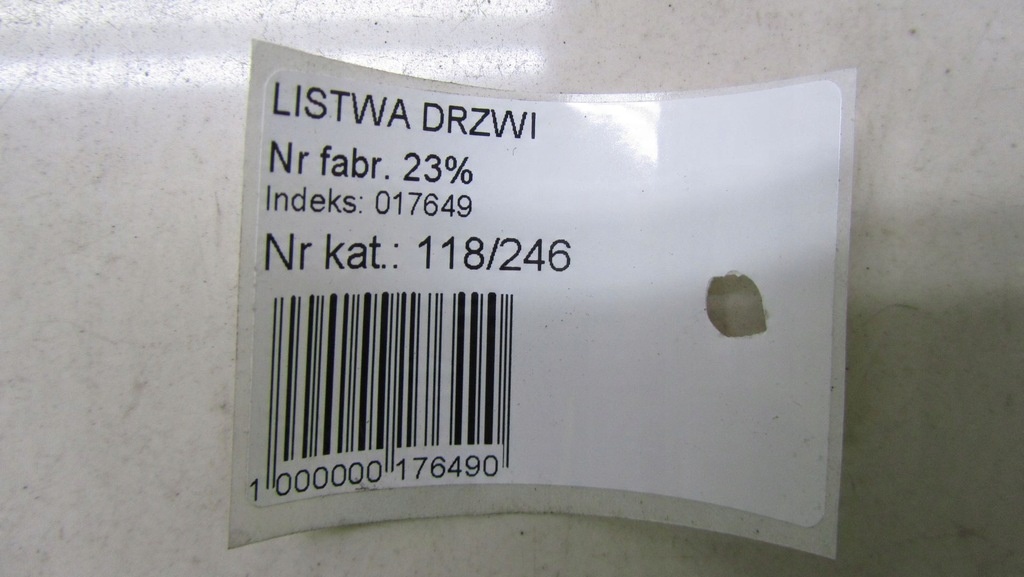 LISTWA DRZWI
Nr fabr. 23%
Indeks: 017649
Nr kat.: 118/246
1 000000 176490